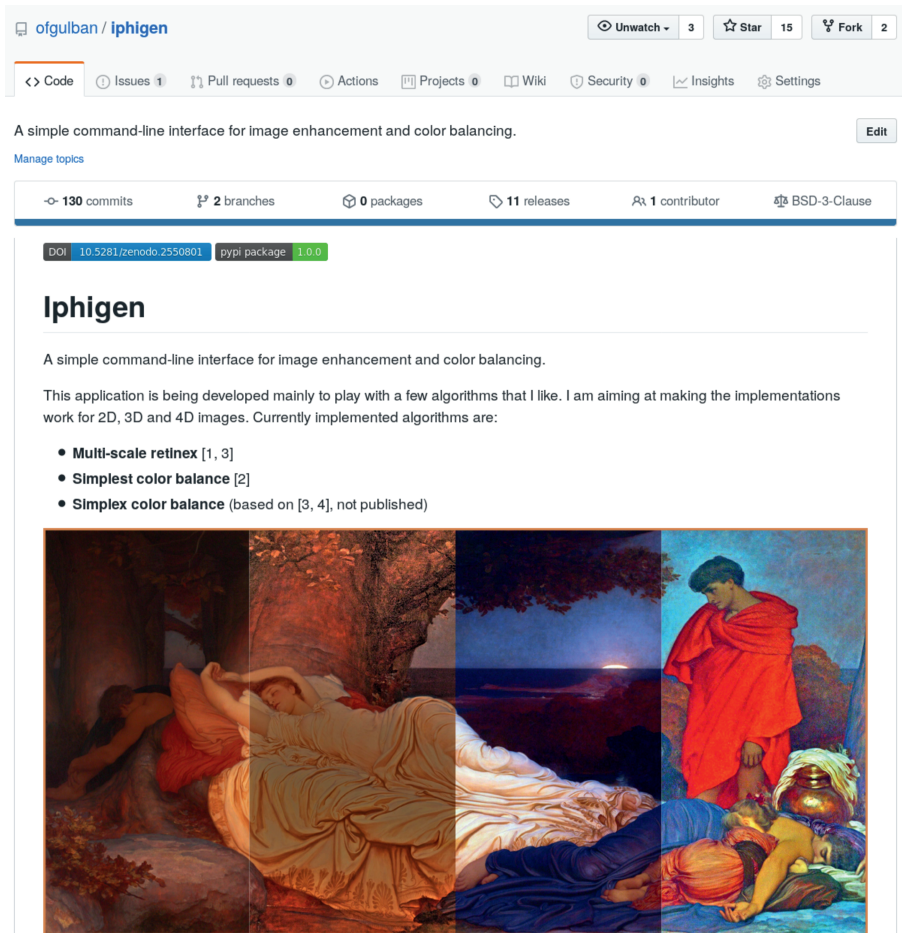 ofgulban / iphigen
Unwatch 3 Star 15 Fork 2
Code Issues 1 Pull requests 0 Actions Projects 0 Wiki Security 0 Insights Settings
A simple command-line interface for image enhancement and color balancing. Edit
Manage topics
130 commits 2 branches 0 packages 11 releases 1 contributor BSD-3-Clause
DOI 10.5281/zenodo.2550801 pypi package 1.0.0
Iphigen
A simple command-line interface for image enhancement and color balancing.
This application is being developed mainly to play with a few algorithms that I like. I am aiming at making the implementations
work for 2D, 3D and 4D images. Currently implemented algorithms are:
• Multi-scale retinex [1, 3]
• Simplest color balance [2]
• Simplex color balance (based on [3, 4], not published)